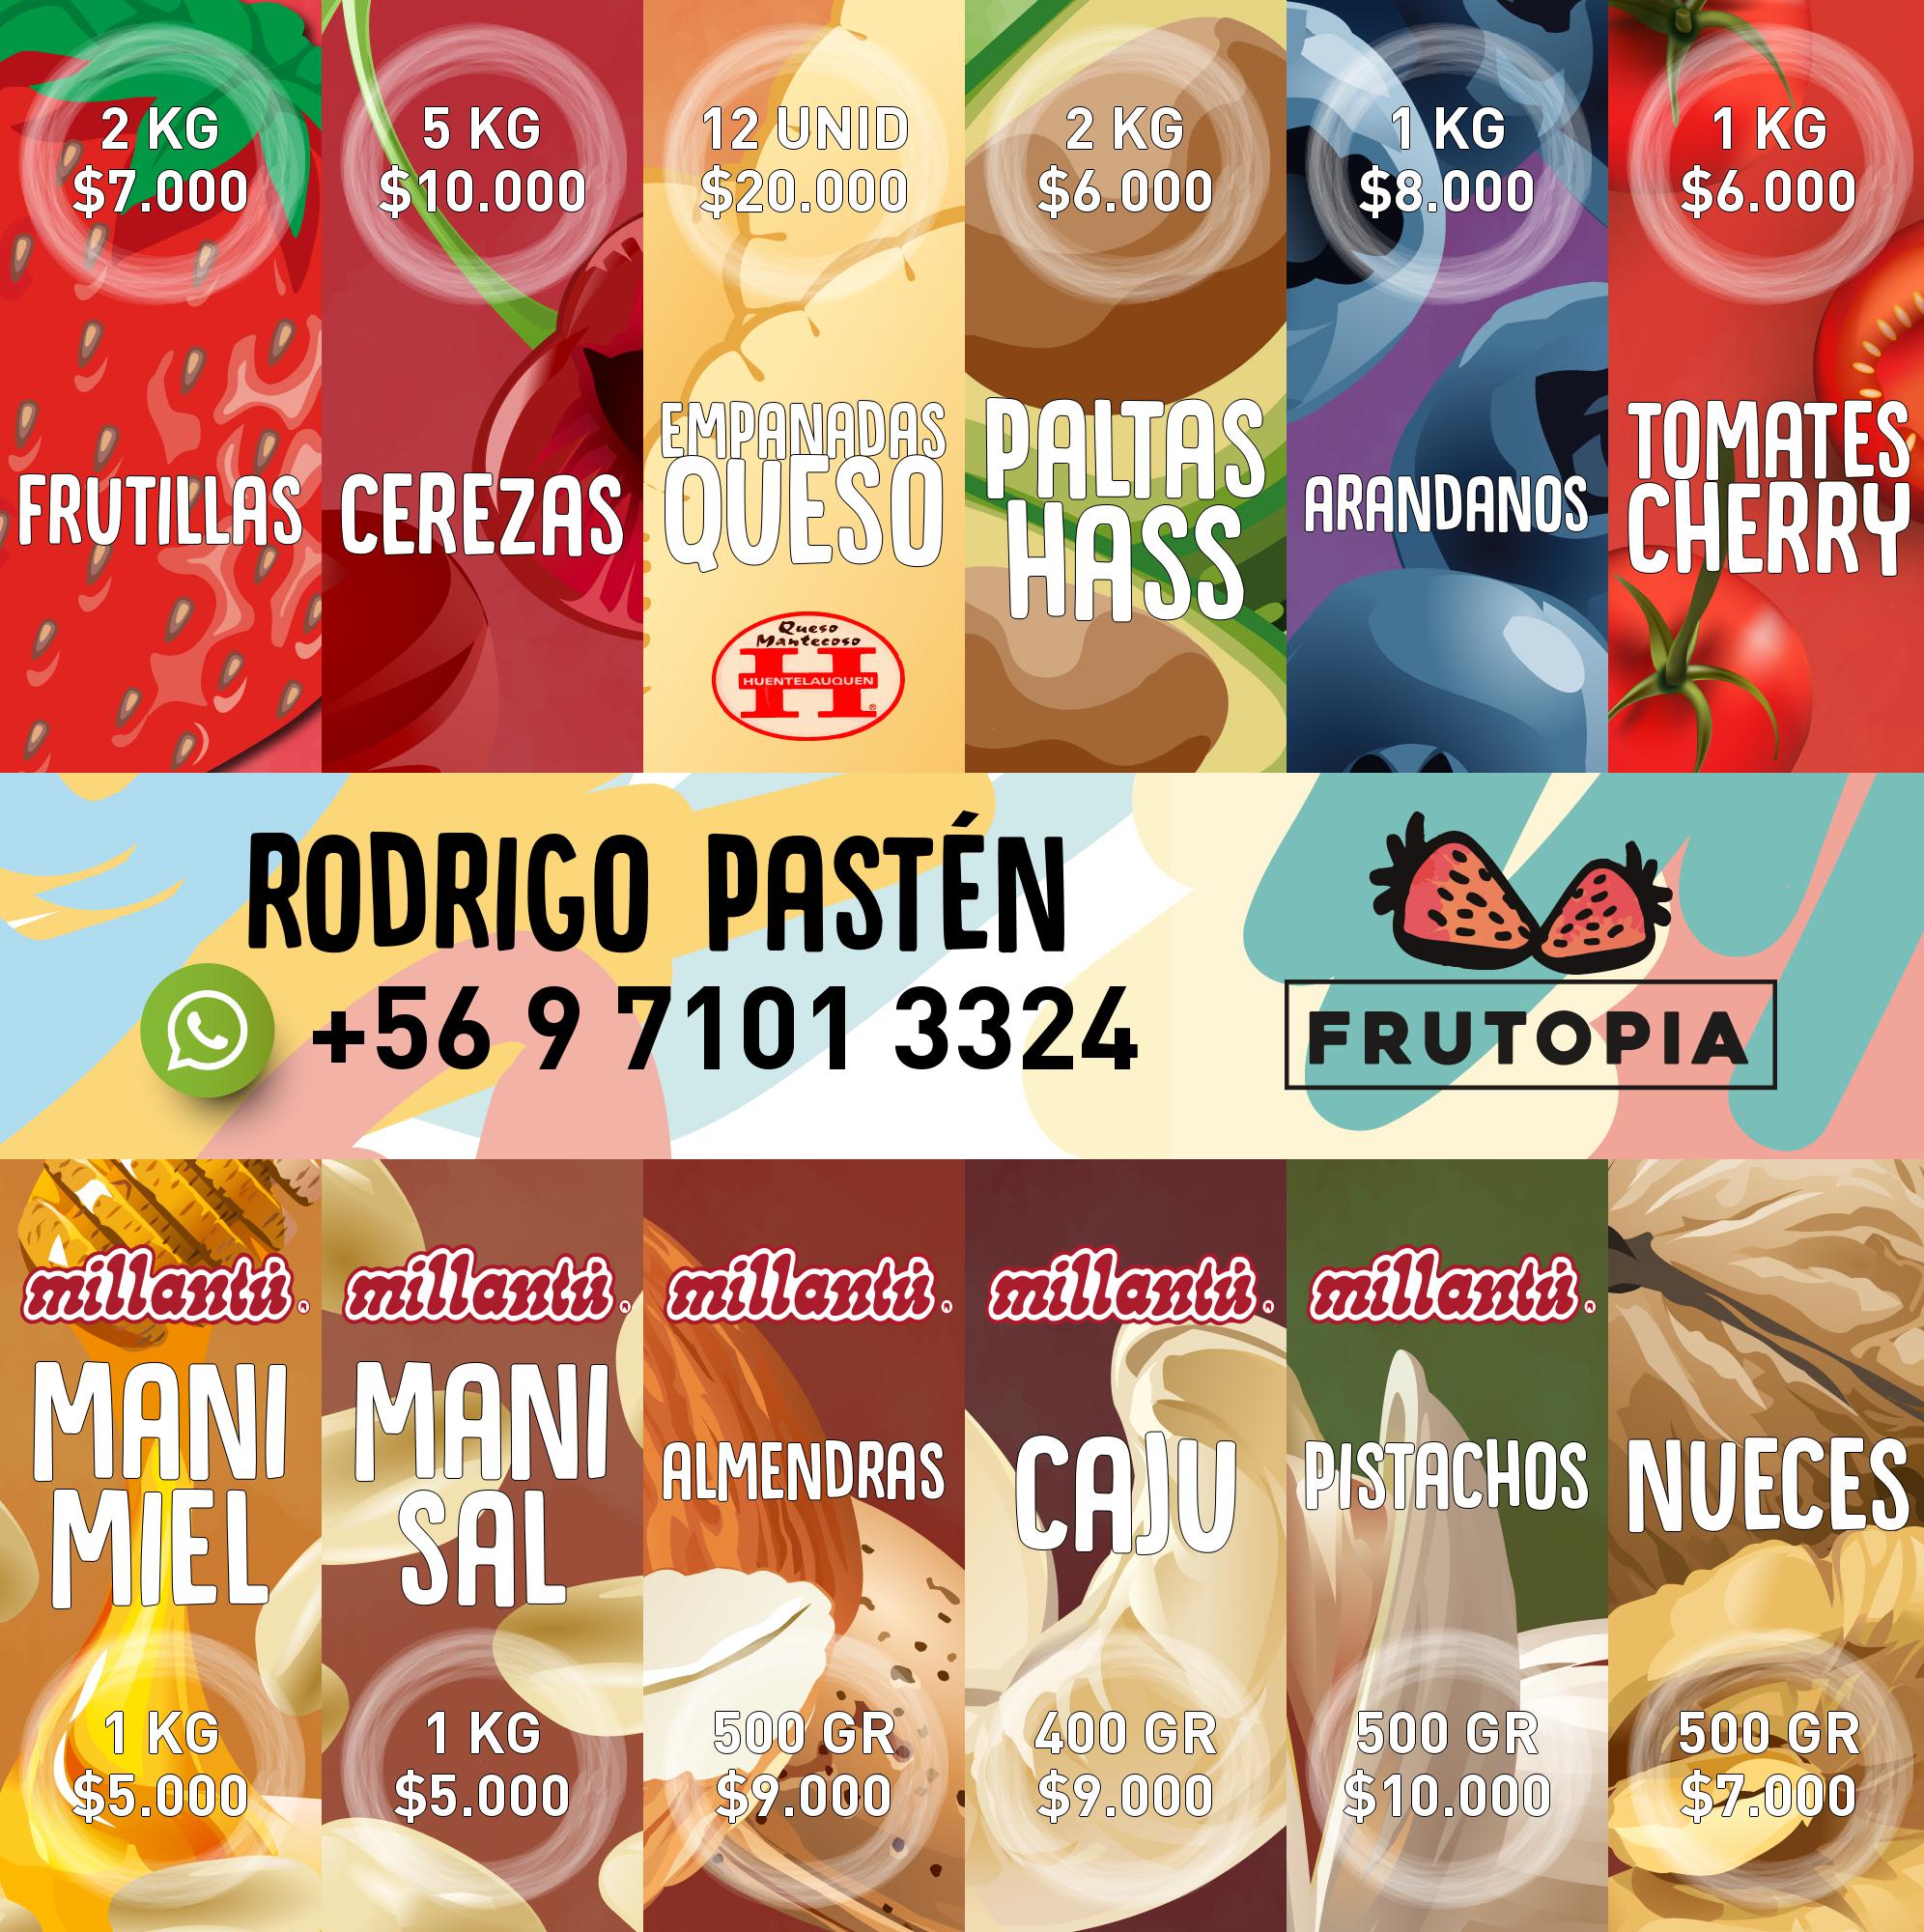 2 KG
$7.000
FRUTILLAS
5 KG
$10.000
CEREZAS
12 UNID
$20.000
EMPANADAS
QUESO
Queso
Mantecoso
H
HUENTELAUQUEN
®
2 KG
$6.000
PALTAS
HASS
1 KG
$8.000
ARANDANOS
1 KG
$6.000
TOMATES
CHERRY
RODRIGO PASTÉN
+56 9 7101 3324
FRUTOPIA
millantú
MANI
MIEL
1 KG
$5.000
millantú
MANI
SAL
1 KG
$5.000
millantú
ALMENDRAS
500 GR
$9.000
millantú
CAJU
400 GR
$9.000
millantú
PISTACHOS
500 GR
$10.000
NUECES
500 GR
$7.000